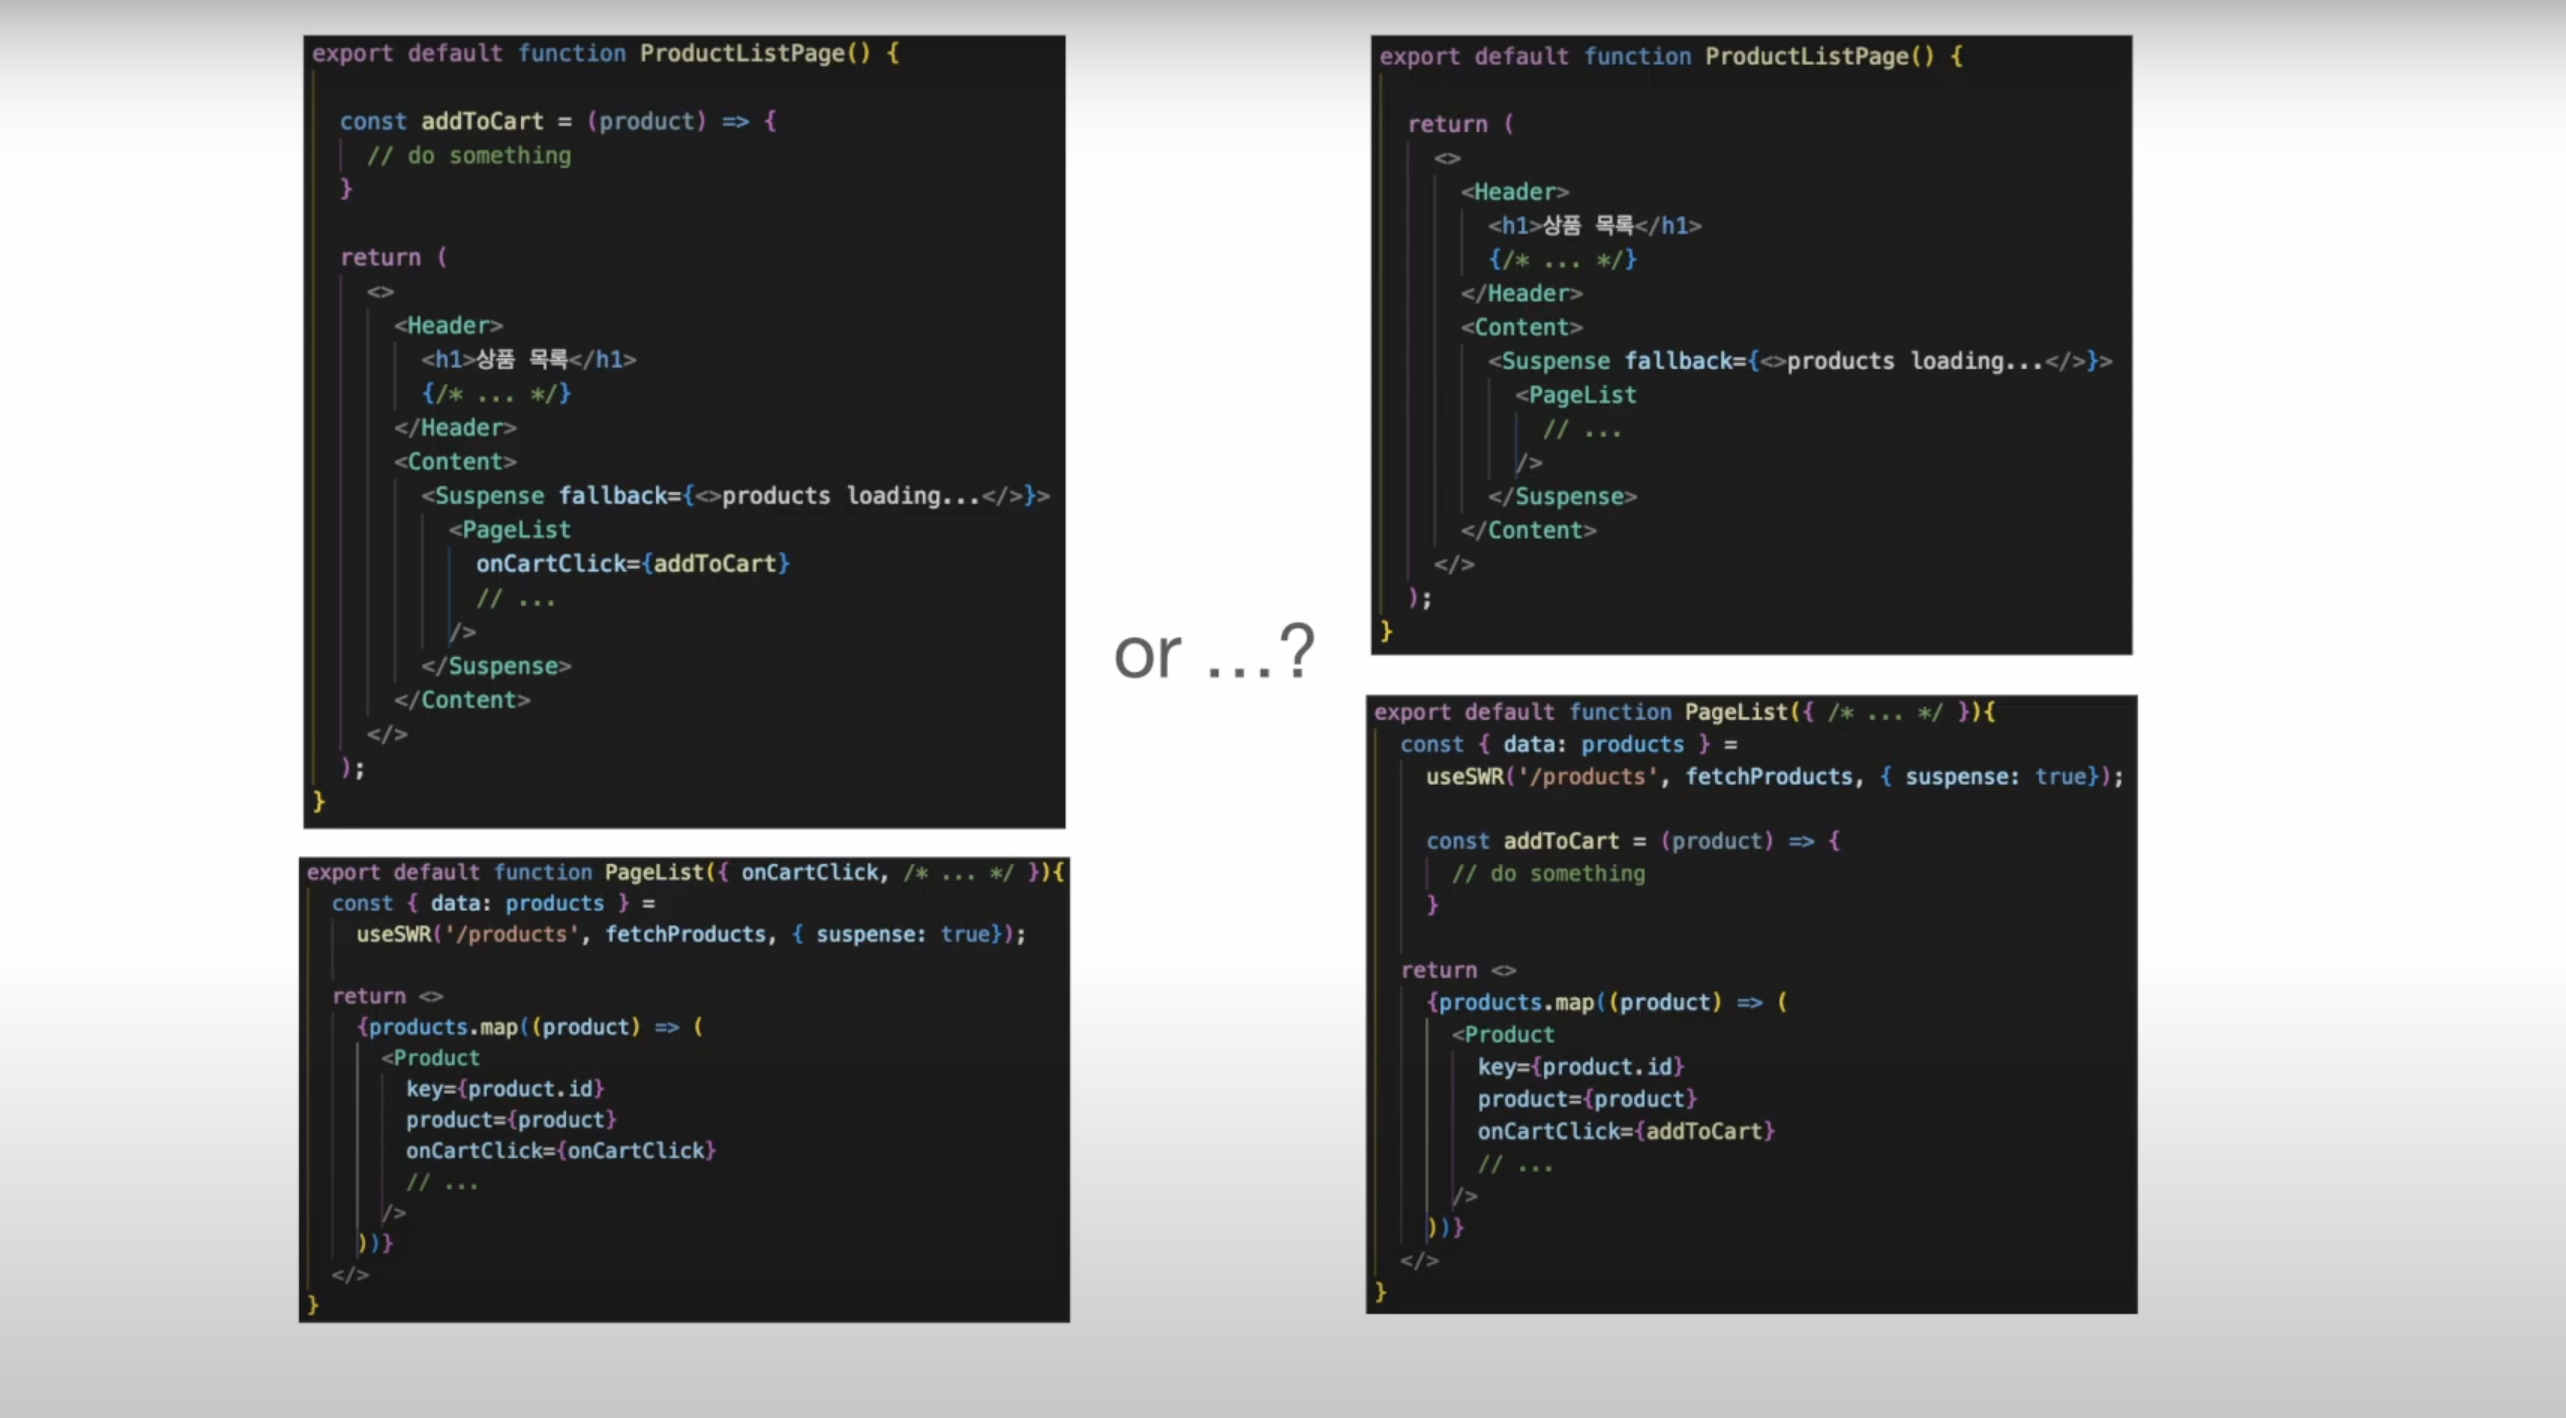 export default function ProductListPage() {
const addToCart = (product) => {
// do something
}
return (
<>
<Header>
<h1>상품 목록</h1>
{/* ... */}
</Header>
<Content>
<Suspense fallback={<>products loading...</>}>
<PageList
onCartClick={addToCart}
// ...
/>
</Suspense>
</Content>
</>
);
}
export default function PageList({ onCartClick, /* ... */ }){
const { data: products } =
useSWR('/products', fetchProducts, { suspense: true});
return <>
{products.map((product) => (
<Product
key={product.id}
product={product}
onCartClick={onCartClick}
// ...
/>
))}
</>
}
or ...?
export default function ProductListPage() {
return (
<>
<Header>
<h1>상품 목록</h1>
{/* ... */}
</Header>
<Content>
<Suspense fallback={<>products loading...</>}>
<PageList
// ...
/>
</Suspense>
</Content>
</>
);
}
export default function PageList({ /* ... */ }){
const { data: products } =
useSWR('/products', fetchProducts, { suspense: true});
const addToCart = (product) => {
// do something
}
return <>
{products.map((product) => (
<Product
key={product.id}
product={product}
onCartClick={addToCart}
// ...
/>
))}
</>
}